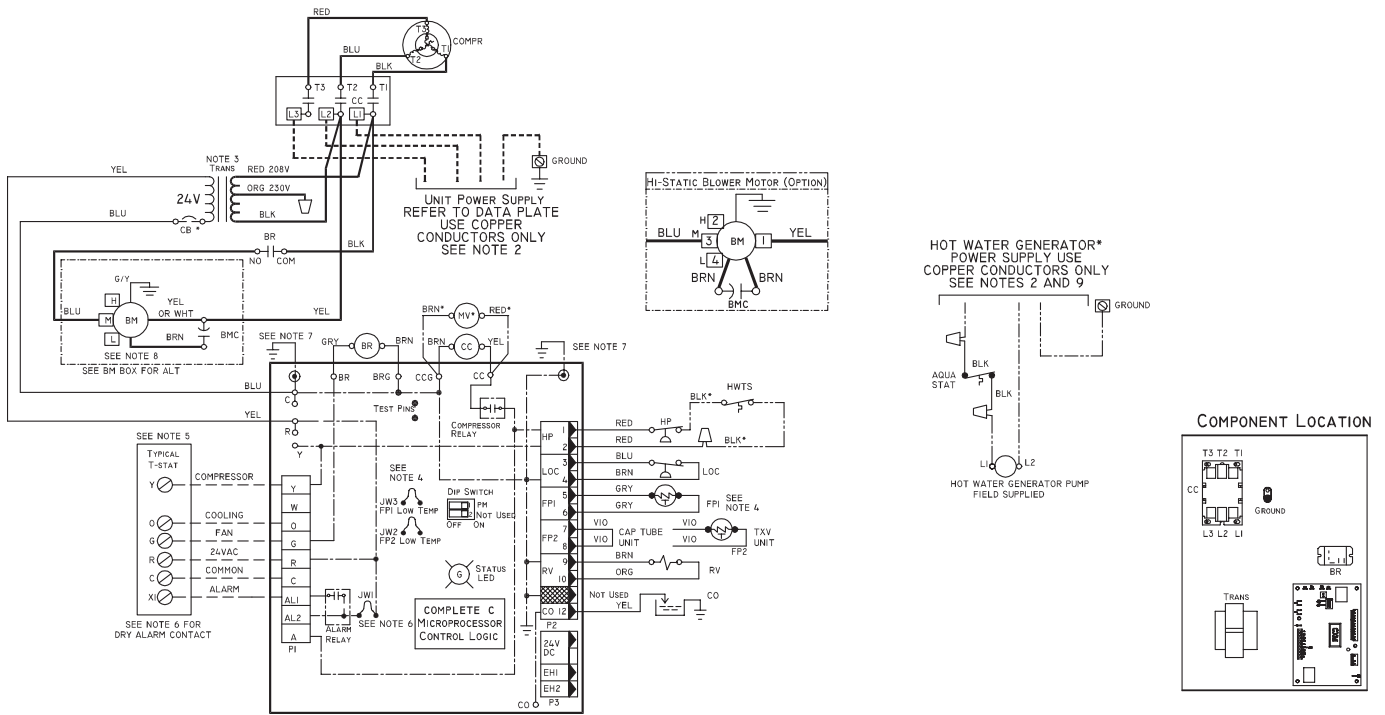 RED
T3
COMPR
T1
T2
BLU
BLK
T3
T2
T1
CC
L3
L2
L1
NOTE 3
TRANS
YEL
RED 208V
ORG 230V
24V
BLU
BLK
CB *
BR
NO
COM
BLK
GROUND
UNIT POWER SUPPLY
REFER TO DATA PLATE
USE COPPER
CONDUCTORS ONLY
SEE NOTE 2
G/Y
H
BLU
M
BM
L
YEL
OR WHT
YEL
BRN
BMC
SEE NOTE 8
SEE BM BOX FOR ALT
HI-STATIC BLOWER MOTOR (OPTION)
H
2
BLU
M
3
BM
1
YEL
L
4
BRN
BRN
BMC
HOT WATER GENERATOR*
POWER SUPPLY USE
COPPER CONDUCTORS ONLY
SEE NOTES 2 AND 9
GROUND
AQUA
STAT
BLK
BLK
L1
L2
HOT WATER GENERATOR PUMP
FIELD SUPPLIED
SEE NOTE 7
GRY
BR
BRN
BRN*
MV*
RED*
BRN
CC
YEL
SEE NOTE 7
BLU
C
BR
BRG
CCG
CC
YEL
R
Y
TEST PINS
COMPRESSOR
RELAY
SEE NOTE 5
TYPICAL
T-STAT
Y
COMPRESSOR
O
COOLING
G
FAN
R
24VAC
C
COMMON
X1
ALARM
SEE NOTE 6 FOR
DRY ALARM CONTACT
Y
W
O
G
R
C
AL1
AL2
A
P1
SEE
NOTE 4
JW3
FP1 LOW TEMP
JW2
FP2 LOW TEMP
DIP SWITCH
1
PM
2
NOT USED
OFF
ON
G
STATUS
LED
JW1
SEE NOTE 6
ALARM
RELAY
COMPLETE C
MICROPROCESSOR
CONTROL LOGIC
HP
1
2
LOC
3
4
FP1
5
6
FP2
7
8
RV
9
10
CO 12
P2
24V
DC
EH1
EH2
P3
CO
RED
HP
BLK*
HWTS
RED
BLK*
BLU
BRN
LOC
GRY
GRY
FP1
SEE
NOTE 4
VIO
VIO
CAP TUBE
UNIT
VIO
VIO
FP2
TXV
UNIT
BRN
ORG
RV
NOT USED
YEL
CO
COMPONENT LOCATION
T3 T2 T1
CC
L3 L2 L1
GROUND
BR
TRANS
CXM